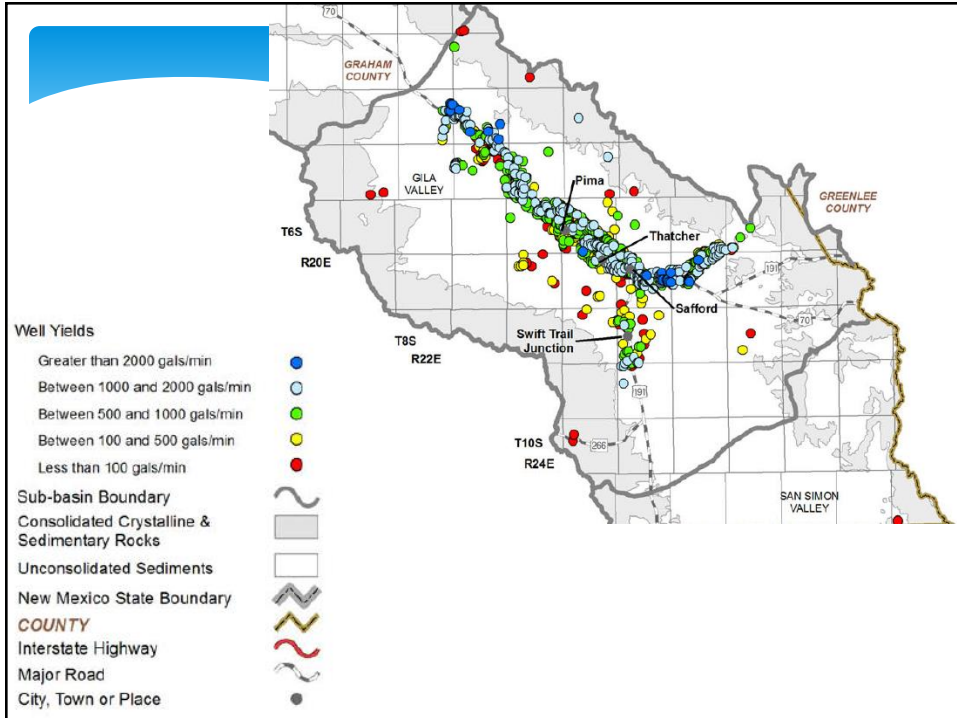 70
GRAHAM
COUNTY
GILA
VALLEY
Pima
GREENLEE
COUNTY
T6S
R20E
Thatcher
191
Safford
70
T8S
R22E
Swift Trail
Junction
191
T10S
R24E
266
SAN SIMON
VALLEY
Well Yields
Greater than 2000 gals/min
Between 1000 and 2000 gals/min
Between 500 and 1000 gals/min
Between 100 and 500 gals/min
Less than 100 gals/min
Sub-basin Boundary
Consolidated Crystalline &
Sedimentary Rocks
Unconsolidated Sediments
New Mexico State Boundary
COUNTY
Interstate Highway
Major Road
City, Town or Place